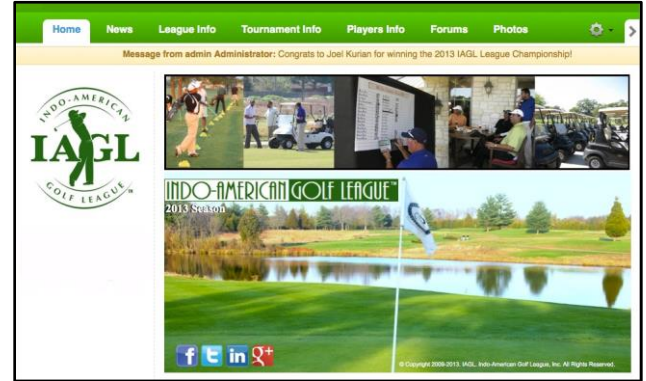 Home News League Info Tournament Info Players Info Forums Photos
Message from admin Administrator: Congrats to Joel Kurian for winning the 2013 IAGL League Championship!
INDO-AMERICAN
IAGL
GOLF LEAGUE
INDO-AMERICAN GOLF LEAGUE™
2013 Season
f t in g+
© Copyright 2009-2013. IAGL, Indo-American Golf League, Inc. All Rights Reserved.